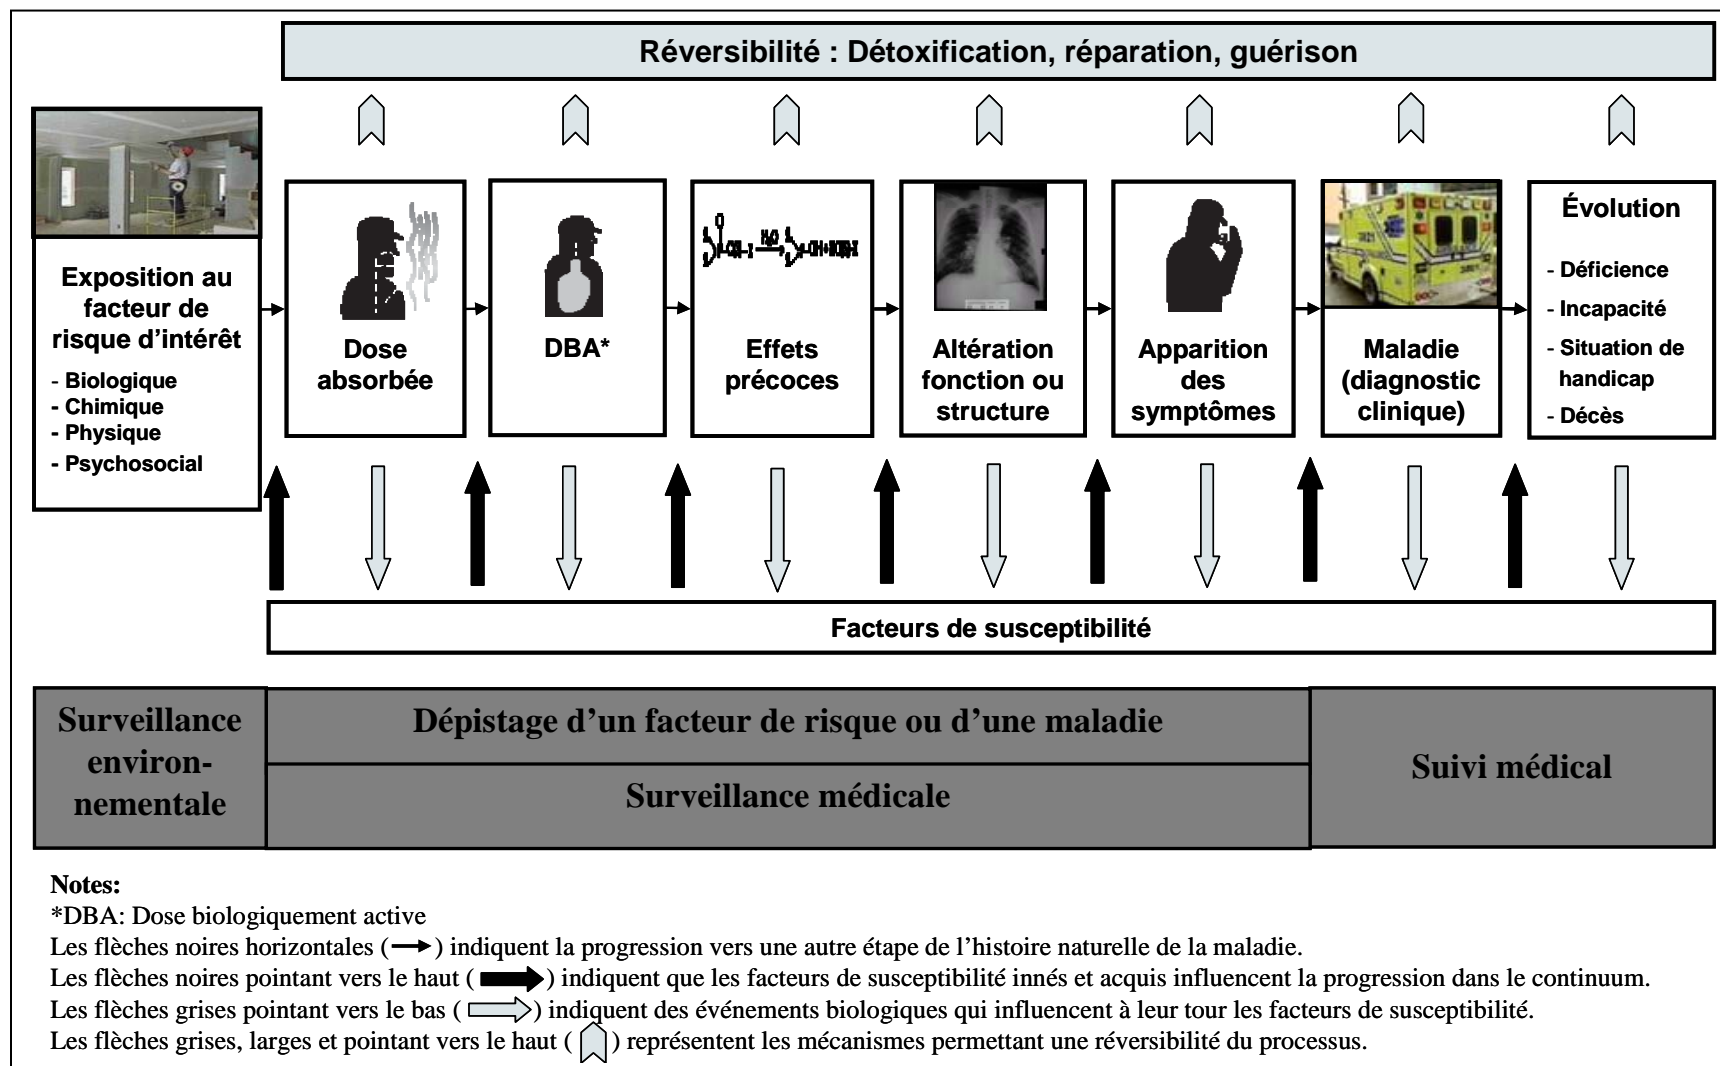 Réversibilité : Détoxification, réparation, guérison
Exposition au
facteur de
risque d’intérêt
- Biologique
- Chimique
- Physique
- Psychosocial
Dose
absorbée
DBA*
Effets
précoces
Altération
fonction ou
structure
Apparition
des
symptômes
Maladie
(diagnostic
clinique)
Évolution
- Déficience
- Incapacité
- Situation de
handicap
- Décès
Facteurs de susceptibilité
Surveillance
environ-
nementale
Dépistage d’un facteur de risque ou d’une maladie
Surveillance médicale
Suivi médical
Notes:
*DBA: Dose biologiquement active
Les flèches noires horizontales ( ) indiquent la progression vers une autre étape de l’histoire naturelle de la maladie.
Les flèches noires pointant vers le haut ( ) indiquent que les facteurs de susceptibilité innés et acquis influencent la progression dans le continuum.
Les flèches grises pointant vers le bas ( ) indiquent des événements biologiques qui influencent à leur tour les facteurs de susceptibilité.
Les flèches grises, larges et pointant vers le haut ( ) représentent les mécanismes permettant une réversibilité du processus.